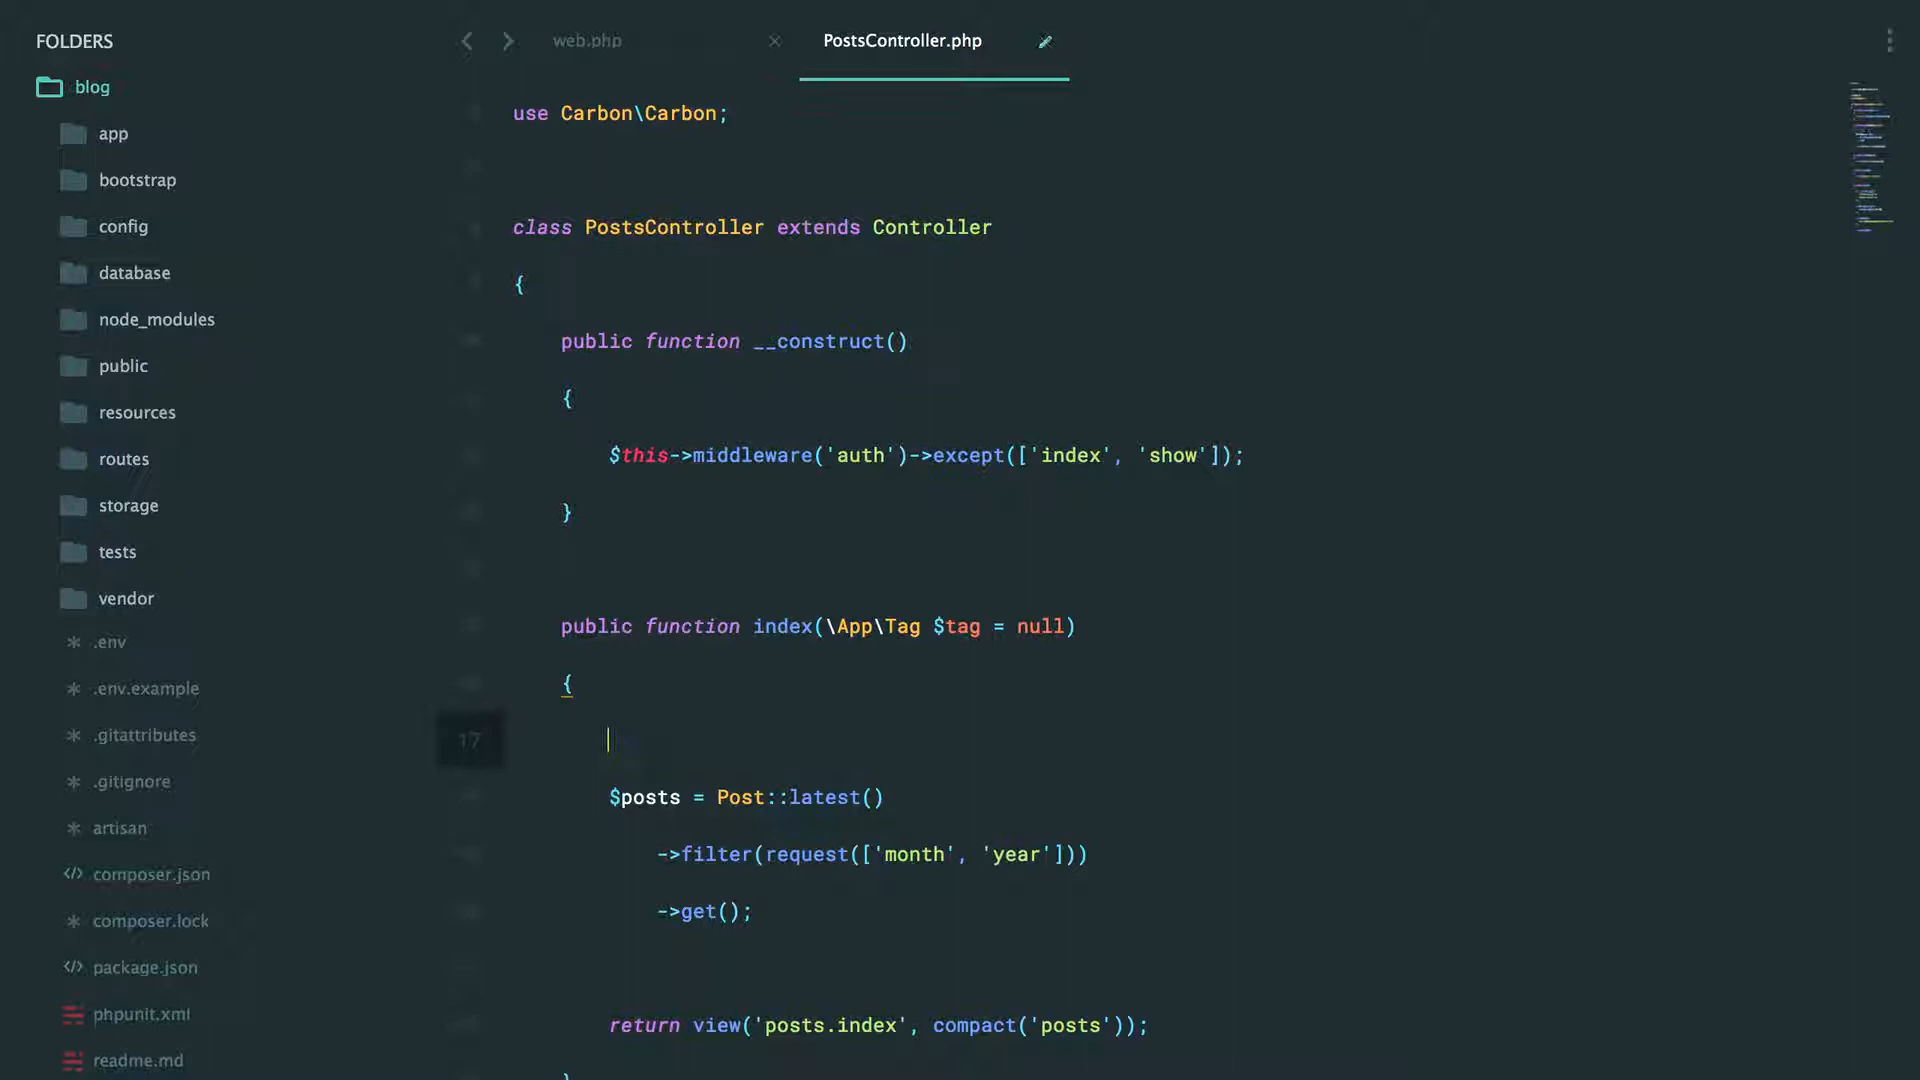 FOLDERS
blog
app
bootstrap
config
database
node_modules
public
resources
routes
storage
tests
vendor
.env
.env.example
.gitattributes
.gitignore
artisan
composer.json
composer.lock
package.json
phpunit.xml
readme.md
web.php
PostsController.php
use Carbon\Carbon;
class PostsController extends Controller
{
public function __construct()
{
$this->middleware('auth')->except(['index', 'show']);
}
public function index(\App\Tag $tag = null)
{
17
$posts = Post::latest()
->filter(request(['month', 'year']))
->get();
return view('posts.index', compact('posts'));
}